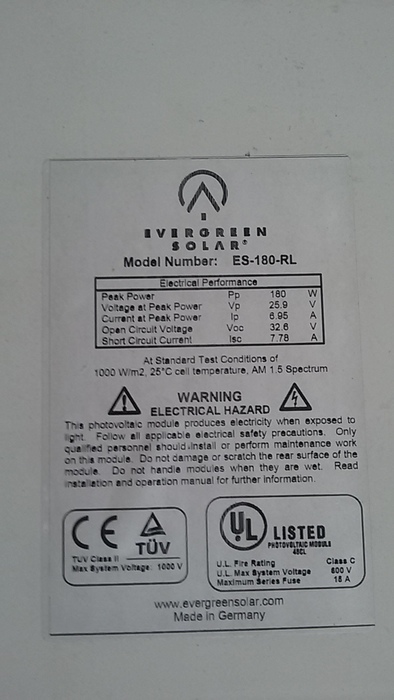 EVERGREEN
SOLAR®
Model Number: ES-180-RL
Electrical Performance
Peak Power Pp 180 W
Voltage at Peak Power Vp 25.9 V
Current at Peak Power Ip 6.95 A
Open Circuit Voltage Voc 32.6 V
Short Circuit Current Isc 7.78 A
At Standard Test Conditions of
1000 W/m2, 25°C cell temperature, AM 1.5 Spectrum
WARNING
ELECTRICAL HAZARD
This photovoltaic module produces electricity when exposed to
light. Follow all applicable electrical safety precautions. Only
qualified personnel should install or perform maintenance work
on this module. Do not damage or scratch the rear surface of the
module. Do not handle modules when they are wet. Read
installation and operation manual for further information.
CE TÜV
TUV Class II
Max System Voltage: 1000 V
UL LISTED
PHOTOVOLTAIC MODULE
48CL
U.L. Fire Rating Class C
U.L. Max System Voltage 600 V
Maximum Series Fuse 15 A
www.evergreensolar.com
Made in Germany